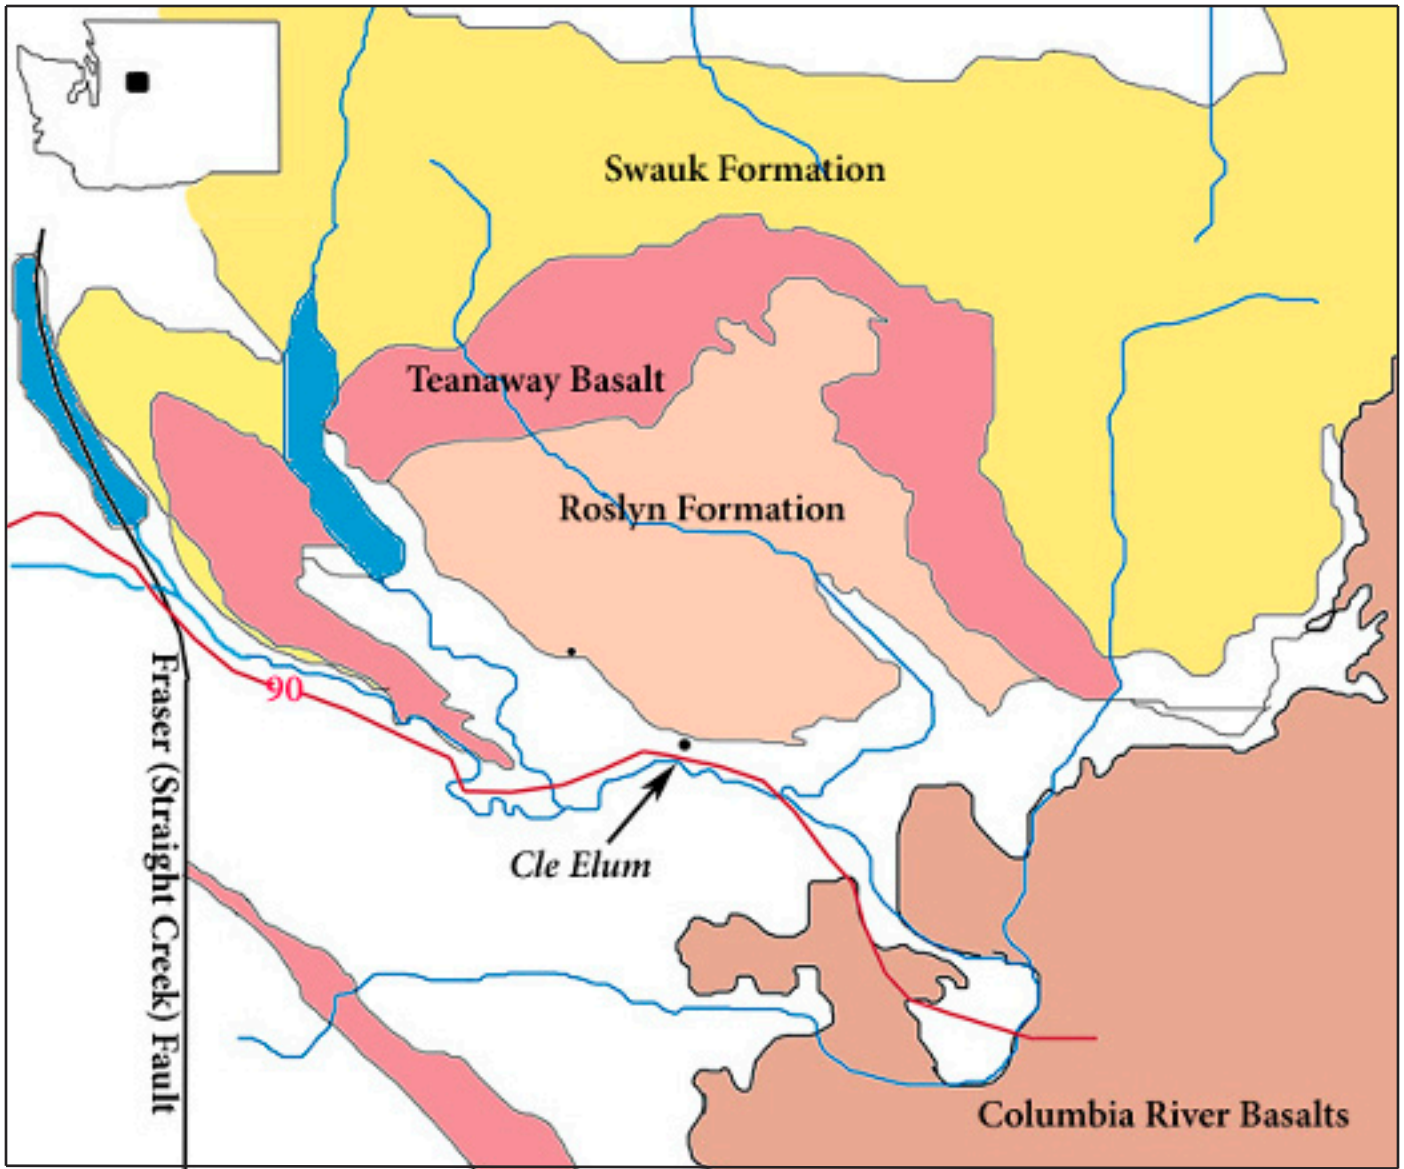 Swauk Formation
Teanaway Basalt
Roslyn Formation
90
Fraser (Straight Creek) Fault
Cle Elum
Columbia River Basalts